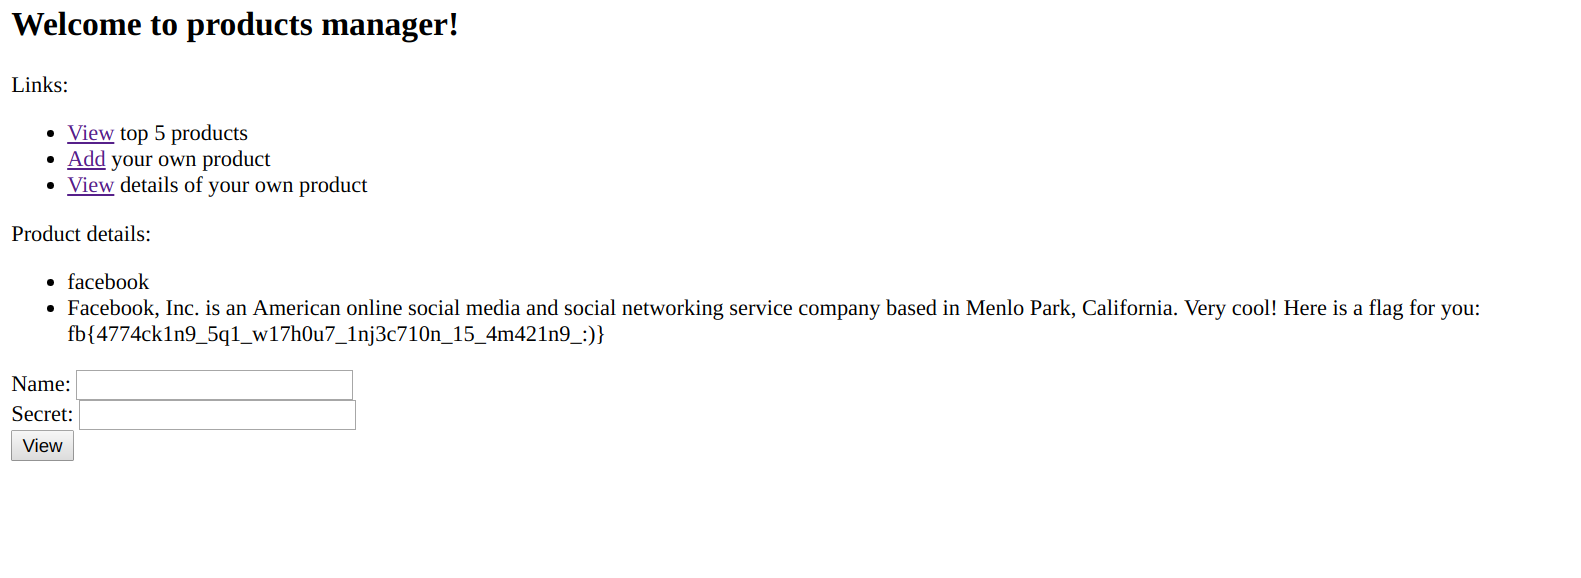 Welcome to products manager!
Links:
View top 5 products
Add your own product
View details of your own product
Product details:
facebook
Facebook, Inc. is an American online social media and social networking service company based in Menlo Park, California. Very cool! Here is a flag for you:
fb{4774ck1n9_5q1_w17h0u7_1nj3c710n_15_4m421n9_:)}
Name:
Secret:
View